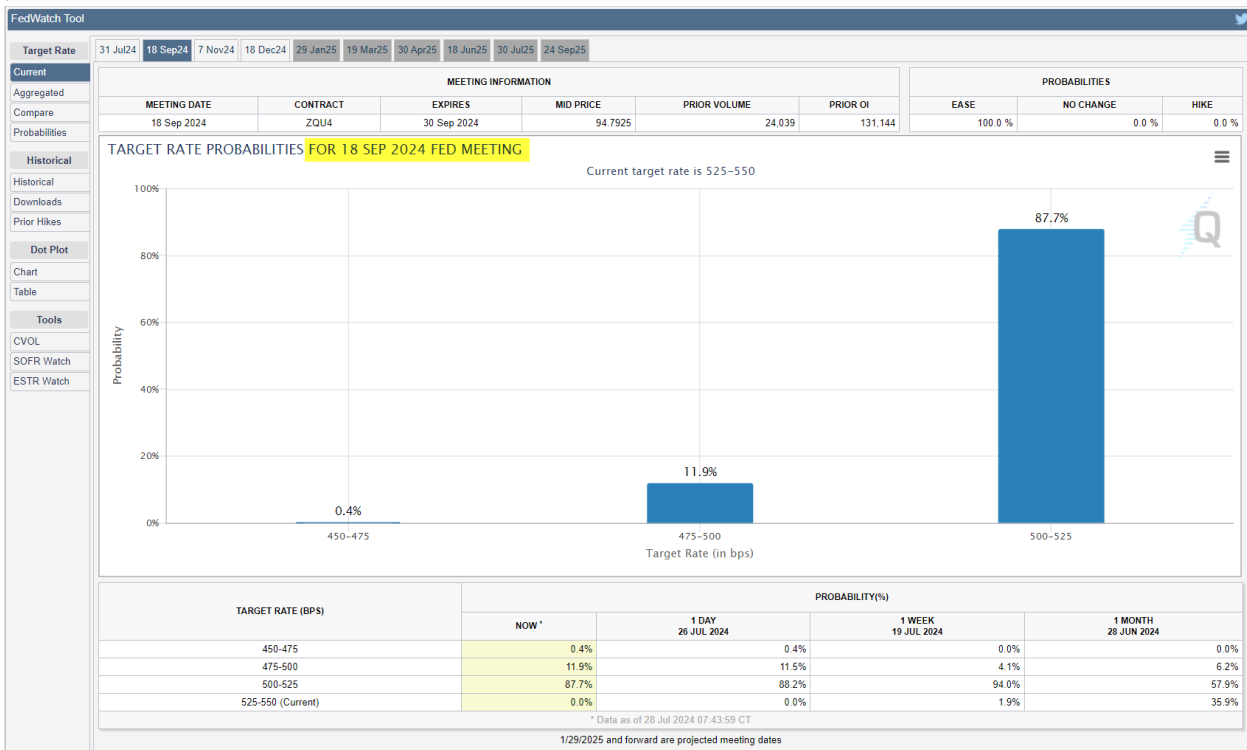 FedWatch Tool
Target Rate
Current
Aggregated
Compare
Probabilities
Historical
Historical
Downloads
Prior Hikes
Dot Plot
Chart
Table
Tools
CVOL
SOFR Watch
ESTR Watch
31 Jul24 18 Sep24 7 Nov24 18 Dec24 29 Jan25 19 Mar25 30 Apr25 18 Jun25 30 Jul25 24 Sep25
MEETING INFORMATION
MEETING DATE CONTRACT EXPIRES MID PRICE PRIOR VOLUME PRIOR OI
18 Sep 2024 ZQU4 30 Sep 2024 94.7925 24,039 131,144
PROBABILITIES
EASE NO CHANGE HIKE
100.0 % 0.0 % 0.0 %
TARGET RATE PROBABILITIES FOR 18 SEP 2024 FED MEETING
Current target rate is 525-550
Probability
100%
80%
60%
40%
20%
0%
0.4%
11.9%
87.7%
Q
450-475 475-500 500-525
Target Rate (in bps)
TARGET RATE (BPS) PROBABILITY(%)
NOW * 1 DAY 1 WEEK 1 MONTH
26 JUL 2024 19 JUL 2024 28 JUN 2024
450-475 0.4% 0.4% 0.0% 0.0%
475-500 11.9% 11.5% 4.1% 6.2%
500-525 87.7% 88.2% 94.0% 57.9%
525-550 (Current) 0.0% 0.0% 1.9% 35.9%
* Data as of 28 Jul 2024 07:43:59 CT
1/29/2025 and forward are projected meeting dates